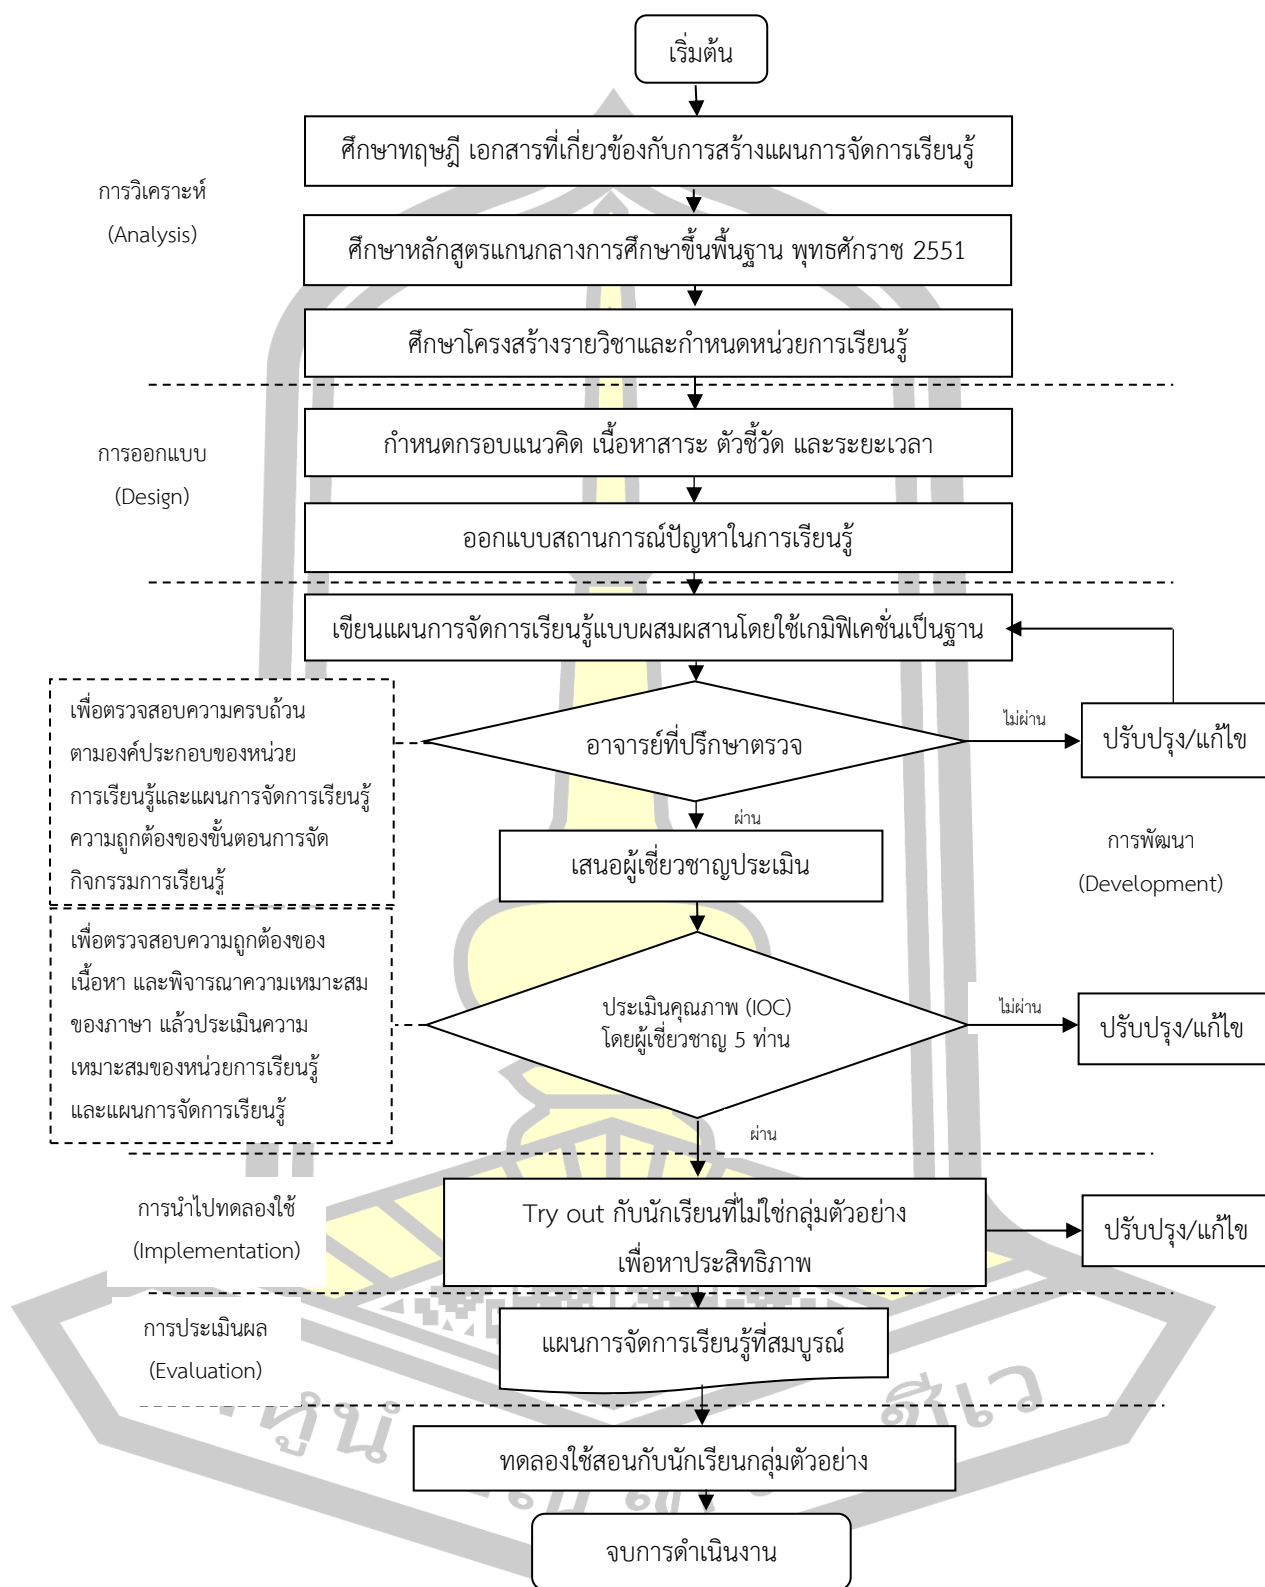 เริ่มต้น
ศึกษาทฤษฎี เอกสารที่เกี่ยวข้องกับการสร้างแผนการจัดการเรียนรู้
การวิเคราะห์
(Analysis)
ศึกษาหลักสูตรแกนกลางการศึกษาขึ้นพื้นฐาน พุทธศักราช 2551
ศึกษาโครงสร้างรายวิชาและกำหนดหน่วยการเรียนรู้
กำหนดกรอบแนวคิด เนื้อหาสาระ ตัวชี้วัด และระยะเวลา
การออกแบบ
(Design)
ออกแบบสถานการณ์ปัญหาในการเรียนรู้
เขียนแผนการจัดการเรียนรู้แบบผสมผสานโดยใช้เกมิฟิเคชั่นเป็นฐาน
เพื่อตรวจสอบความครบถ้วน
ตามองค์ประกอบของหน่วย
การเรียนรู้และแผนการจัดการเรียนรู้
ความถูกต้องของขั้นตอนการจัด
กิจกรรมการเรียนรู้
อาจารย์ที่ปรึกษาตรวจ
ไม่ผ่าน
ปรับปรุง/แก้ไข
ผ่าน
เสนอผู้เชี่ยวชาญประเมิน
การพัฒนา
(Development)
เพื่อตรวจสอบความถูกต้องของ
เนื้อหา และพิจารณาความเหมาะสม
ของภาษา แล้วประเมินความ
เหมาะสมของหน่วยการเรียนรู้
และแผนการจัดการเรียนรู้
ประเมินคุณภาพ (IOC)
โดยผู้เชี่ยวชาญ 5 ท่าน
ไม่ผ่าน
ปรับปรุง/แก้ไข
ผ่าน
การนำไปทดลองใช้
(Implementation)
Try out กับนักเรียนที่ไม่ใช่กลุ่มตัวอย่าง
เพื่อหาประสิทธิภาพ
ปรับปรุง/แก้ไข
การประเมินผล
(Evaluation)
แผนการจัดการเรียนรู้ที่สมบูรณ์
ทดลองใช้สอนกับนักเรียนกลุ่มตัวอย่าง
จบการดำเนินงาน